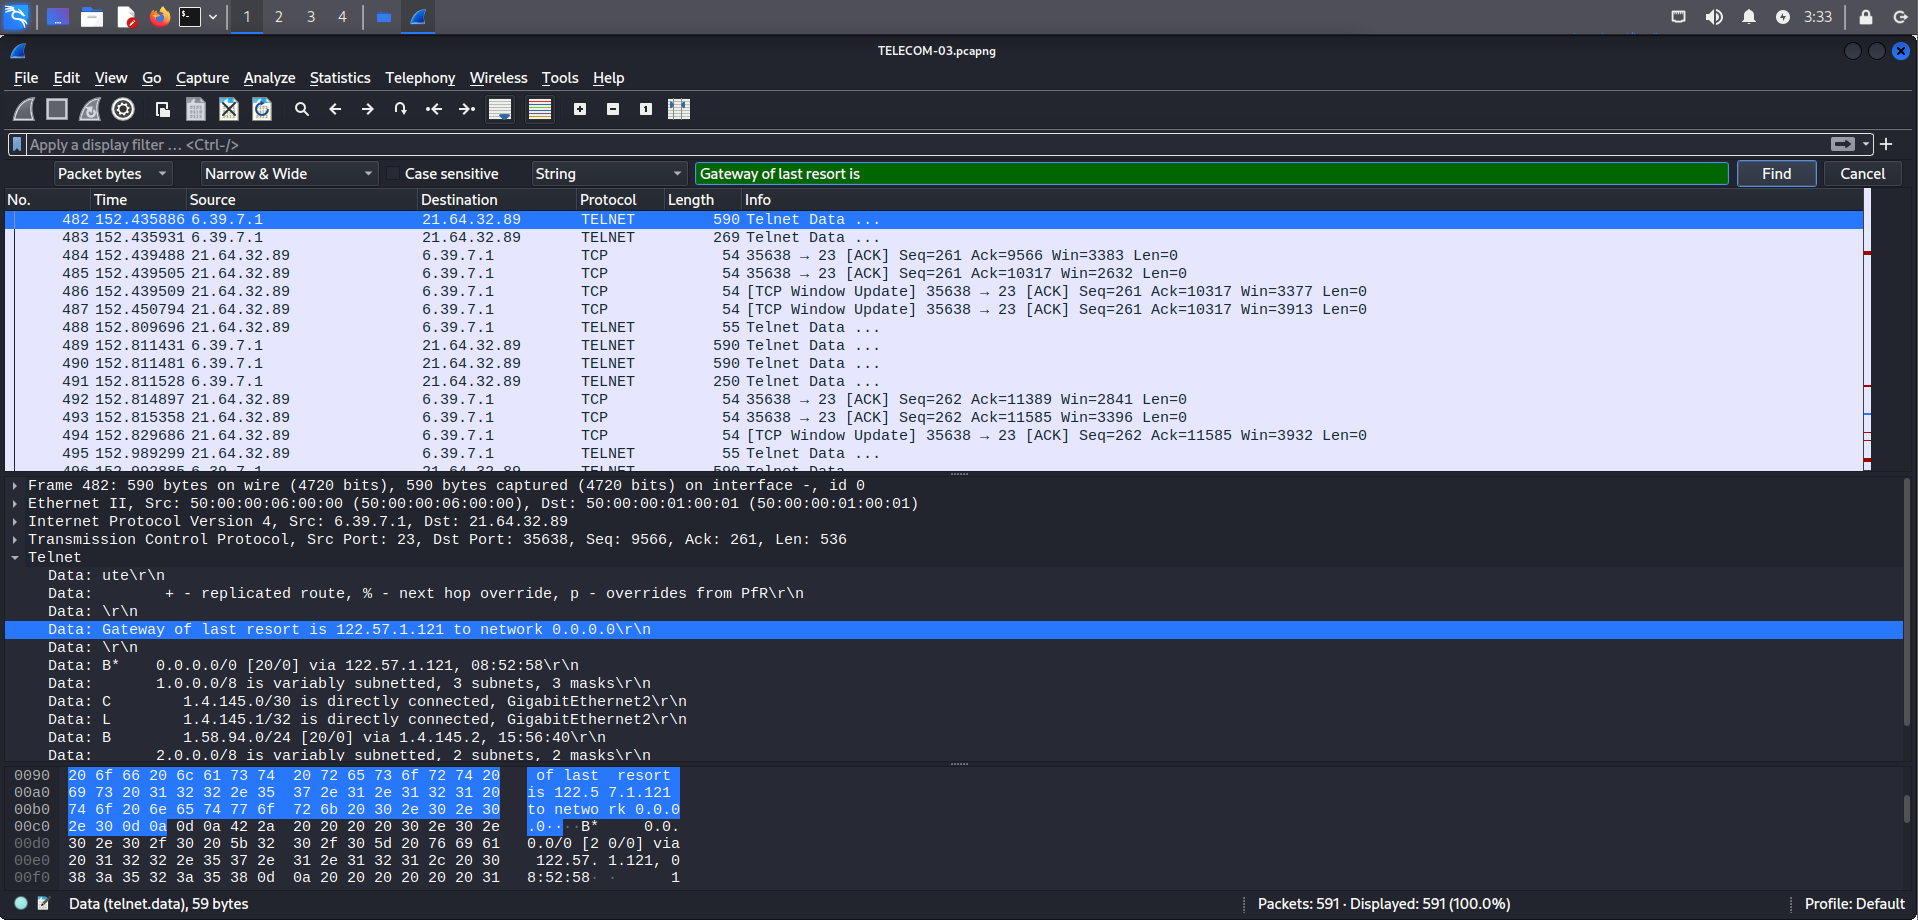 1 2 3 4 3:33
TELECOM-03.pcapng
File Edit View Go Capture Analyze Statistics Telephony Wireless Tools Help
Apply a display filter … <Ctrl-/>
Packet bytes Narrow & Wide Case sensitive String Gateway of last resort is Find Cancel
No. Time Source Destination Protocol Length Info
482 152.435886 6.39.7.1 21.64.32.89 TELNET 590 Telnet Data ...
483 152.435931 6.39.7.1 21.64.32.89 TELNET 269 Telnet Data ...
484 152.439488 21.64.32.89 6.39.7.1 TCP 54 35638 → 23 [ACK] Seq=261 Ack=9566 Win=3383 Len=0
485 152.439505 21.64.32.89 6.39.7.1 TCP 54 35638 → 23 [ACK] Seq=261 Ack=10317 Win=2632 Len=0
486 152.439509 21.64.32.89 6.39.7.1 TCP 54 [TCP Window Update] 35638 → 23 [ACK] Seq=261 Ack=10317 Win=3377 Len=0
487 152.450794 21.64.32.89 6.39.7.1 TCP 54 [TCP Window Update] 35638 → 23 [ACK] Seq=261 Ack=10317 Win=3913 Len=0
488 152.809696 21.64.32.89 6.39.7.1 TELNET 55 Telnet Data ...
489 152.811431 6.39.7.1 21.64.32.89 TELNET 590 Telnet Data ...
490 152.811481 6.39.7.1 21.64.32.89 TELNET 590 Telnet Data ...
491 152.811528 6.39.7.1 21.64.32.89 TELNET 250 Telnet Data ...
492 152.814897 21.64.32.89 6.39.7.1 TCP 54 35638 → 23 [ACK] Seq=262 Ack=11389 Win=2841 Len=0
493 152.815358 21.64.32.89 6.39.7.1 TCP 54 35638 → 23 [ACK] Seq=262 Ack=11585 Win=3396 Len=0
494 152.829686 21.64.32.89 6.39.7.1 TCP 54 [TCP Window Update] 35638 → 23 [ACK] Seq=262 Ack=11585 Win=3932 Len=0
495 152.989299 21.64.32.89 6.39.7.1 TELNET 55 Telnet Data ...
496 152.992885 6.39.7.1 21.64.32.89 TELNET 590 Telnet Data ...
Frame 482: 590 bytes on wire (4720 bits), 590 bytes captured (4720 bits) on interface -, id 0
Ethernet II, Src: 50:00:00:06:00:00 (50:00:00:06:00:00), Dst: 50:00:00:01:00:01 (50:00:00:01:00:01)
Internet Protocol Version 4, Src: 6.39.7.1, Dst: 21.64.32.89
Transmission Control Protocol, Src Port: 23, Dst Port: 35638, Seq: 9566, Ack: 261, Len: 536
Telnet
Data: ute\r\n
Data:        + - replicated route, % - next hop override, p - overrides from PfR\r\n
Data: \r\n
Data: Gateway of last resort is 122.57.1.121 to network 0.0.0.0\r\n
Data: \r\n
Data: B*    0.0.0.0/0 [20/0] via 122.57.1.121, 08:52:58\r\n
Data:       1.0.0.0/8 is variably subnetted, 3 subnets, 3 masks\r\n
Data: C        1.4.145.0/30 is directly connected, GigabitEthernet2\r\n
Data: L        1.4.145.1/32 is directly connected, GigabitEthernet2\r\n
Data: B        1.58.94.0/24 [20/0] via 1.4.145.2, 15:56:40\r\n
Data:       2.0.0.0/8 is variably subnetted, 2 subnets, 2 masks\r\n
0090 20 6f 66 20 6c 61 73 74 20 72 65 73 6f 72 74 20 of last resort
00a0 69 73 20 31 32 32 2e 35 37 2e 31 2e 31 32 31 20 is 122.5 7.1.121
00b0 74 6f 20 6e 65 74 77 6f 72 6b 20 30 2e 30 2e 30 to netwo rk 0.0.0
00c0 2e 30 0d 0a 0d 0a 42 2a 20 20 20 20 30 2e 30 2e .0····B* 0.0.
00d0 30 2e 30 2f 30 20 5b 32 30 2f 30 5d 20 76 69 61 0.0/0 [2 0/0] via
00e0 20 31 32 32 2e 35 37 2e 31 2e 31 32 31 2c 20 30 122.57. 1.121, 0
00f0 38 3a 35 32 3a 35 38 0d 0a 20 20 20 20 20 20 31 8:52:58· · 1
Data (telnet.data), 59 bytes Packets: 591 · Displayed: 591 (100.0%) Profile: Default